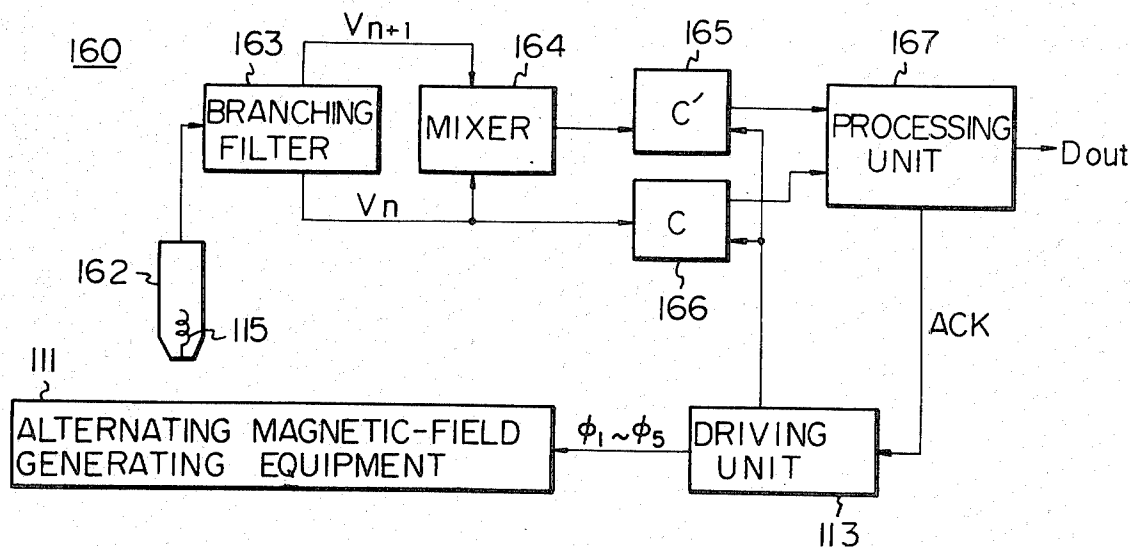 160
163
Vn+1
164
165
167
BRANCHING
FILTER
MIXER
C'
PROCESSING
UNIT
Dout
Vn
C
162
115
166
ACK
111
ALTERNATING MAGNETIC-FIELD
GENERATING EQUIPMENT
ϕ1~ϕ5
DRIVING
UNIT
113